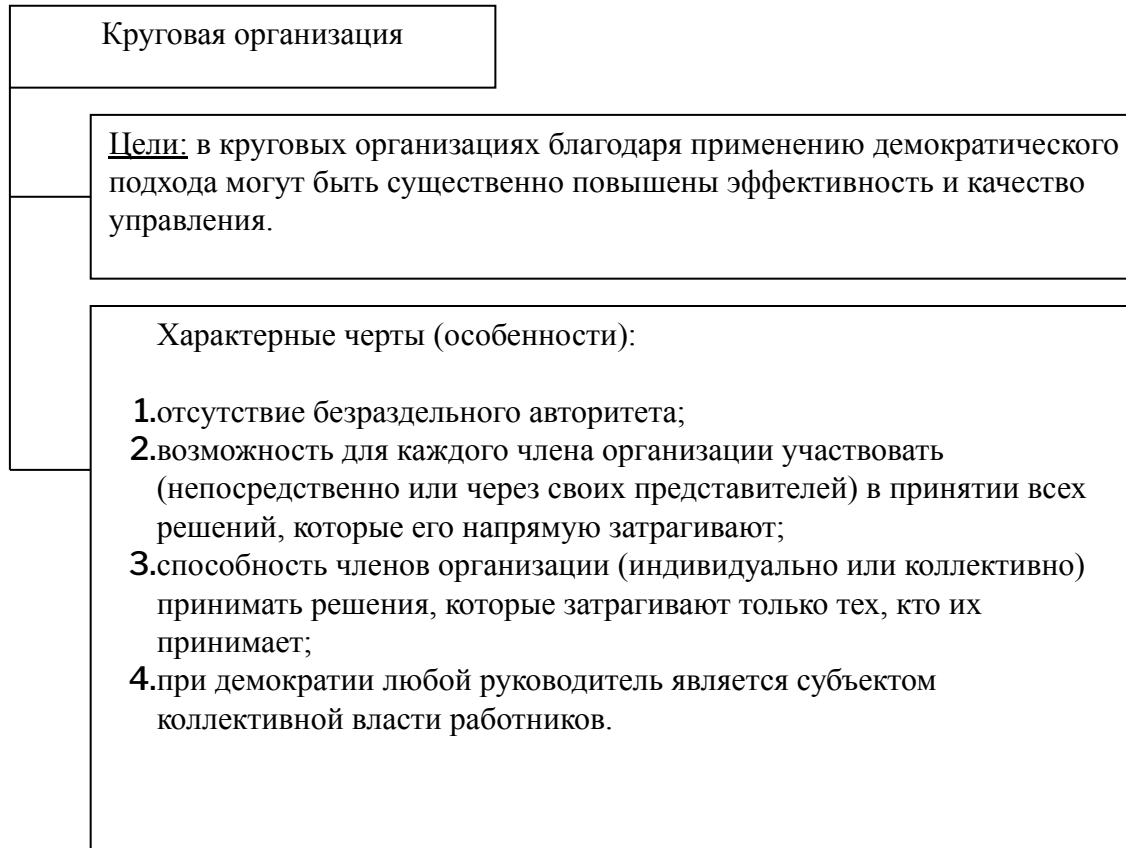 Круговая организация
Цели: в круговых организациях благодаря применению демократического
подхода могут быть существенно повышены эффективность и качество
управления.
Характерные черты (особенности):
1.отсутствие безраздельного авторитета;
2.возможность для каждого члена организации участвовать
(непосредственно или через своих представителей) в принятии всех
решений, которые его напрямую затрагивают;
3.способность членов организации (индивидуально или коллективно)
принимать решения, которые затрагивают только тех, кто их
принимает;
4.при демократии любой руководитель является субъектом
коллективной власти работников.